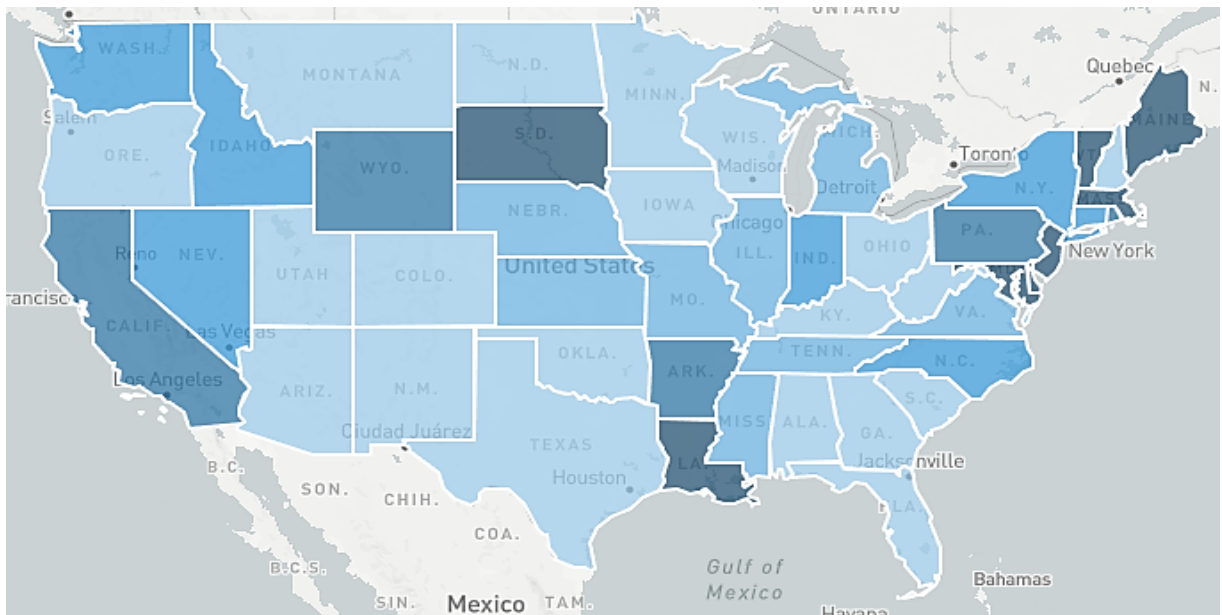 ONTARIO
WASH.
MONTANA
N.D.
MINN.
Quebec
N.
Salem
ORE.
IDAHO
WYO.
S.D.
WIS.
Madison
MICH.
Detroit
Toronto
N.Y.
VT.
MAINE
MASS
IOWA
NEBR.
Chicago
ILL.
IND.
OHIO
PA.
New York
Reno
NEV.
UTAH
COLO.
United States
MO.
KY.
VA.
CALIF.
Las Vegas
Los Angeles
ARIZ.
N.M.
OKLA.
ARK.
TENN.
N.C.
S.C.
MISS
ALA.
GA.
Ciudad Juárez
TEXAS
Houston
LA.
Jacksonville
FLA.
B.C.
SON.
CHIH.
COA.
B.C.S.
SIN.
Mexico
TAM.
Gulf of
Mexico
Bahamas
Havana